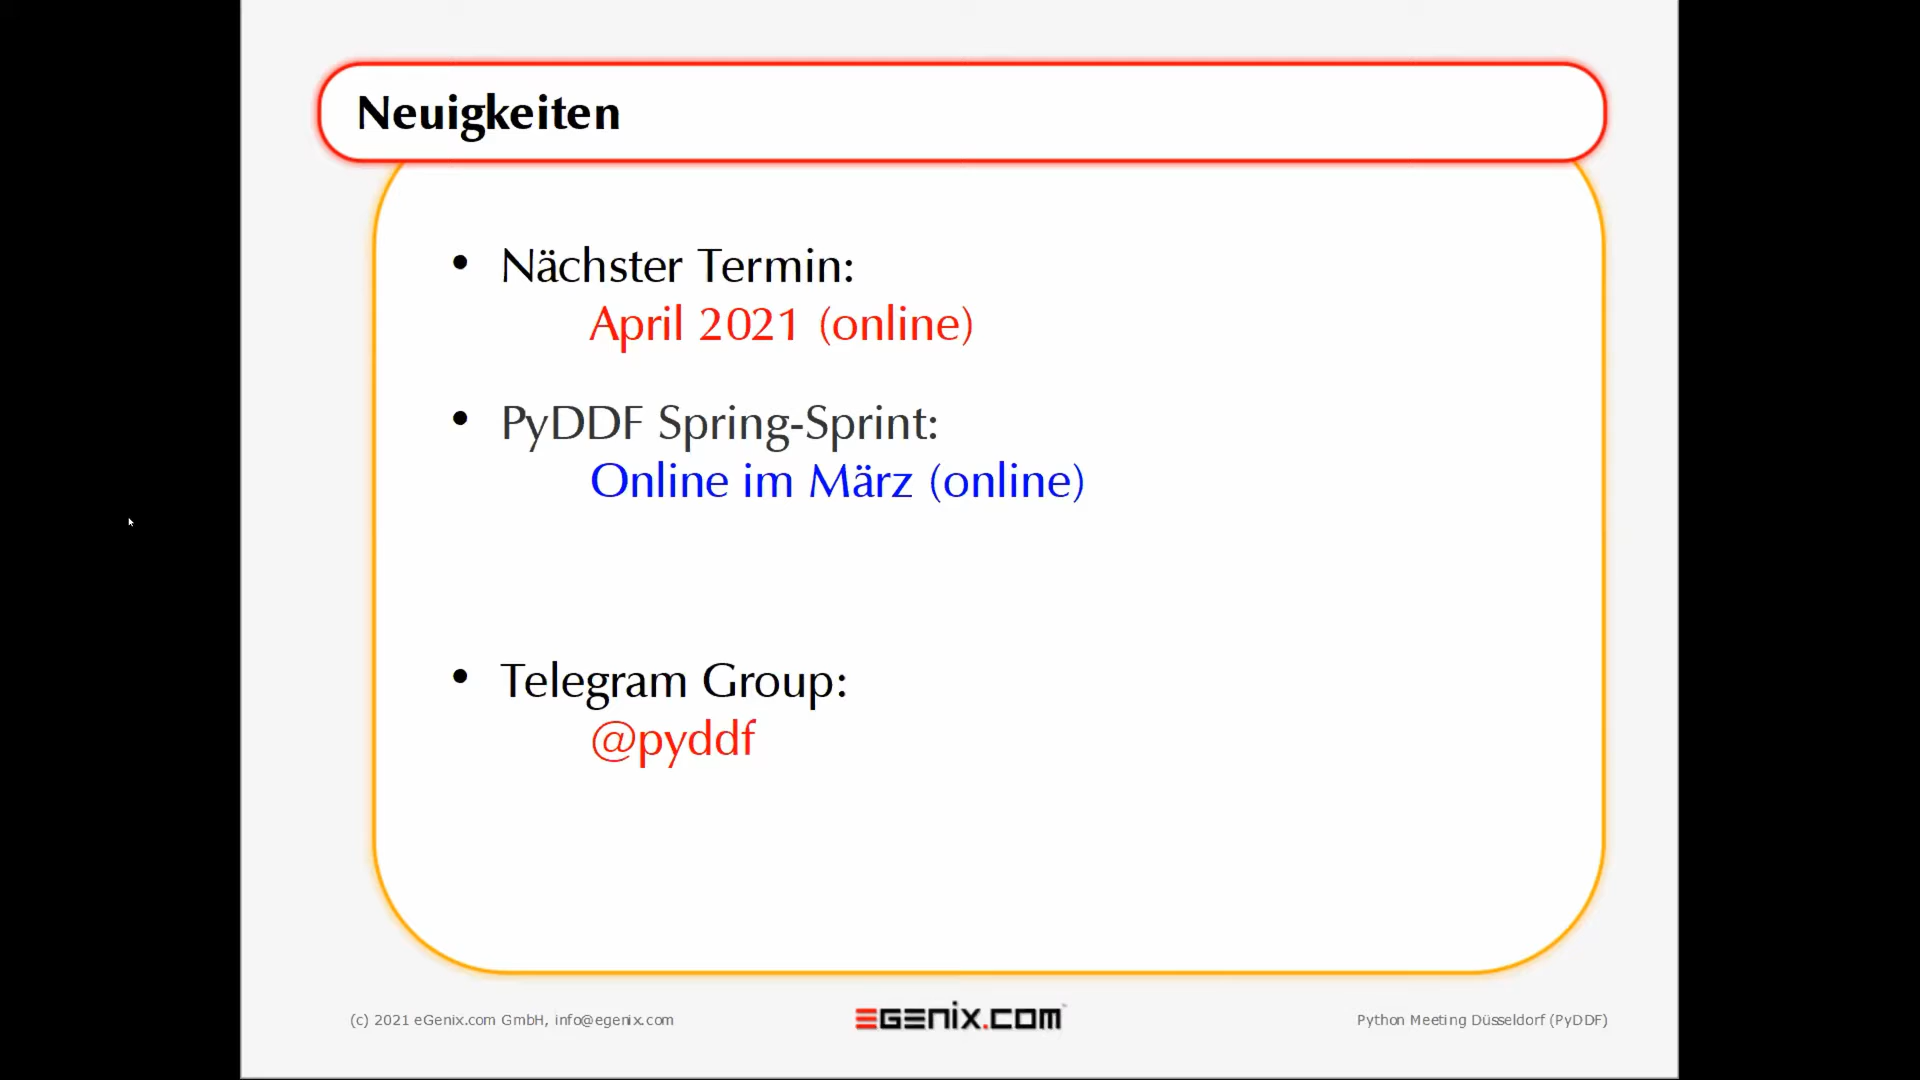 Neuigkeiten
• Nächster Termin:
April 2021 (online)
• PyDDF Spring-Sprint:
Online im März (online)
• Telegram Group:
@pyddf
(c) 2021 eGenix.com GmbH, info@egenix.com
EGENIX.COM
Python Meeting Düsseldorf (PyDDF)